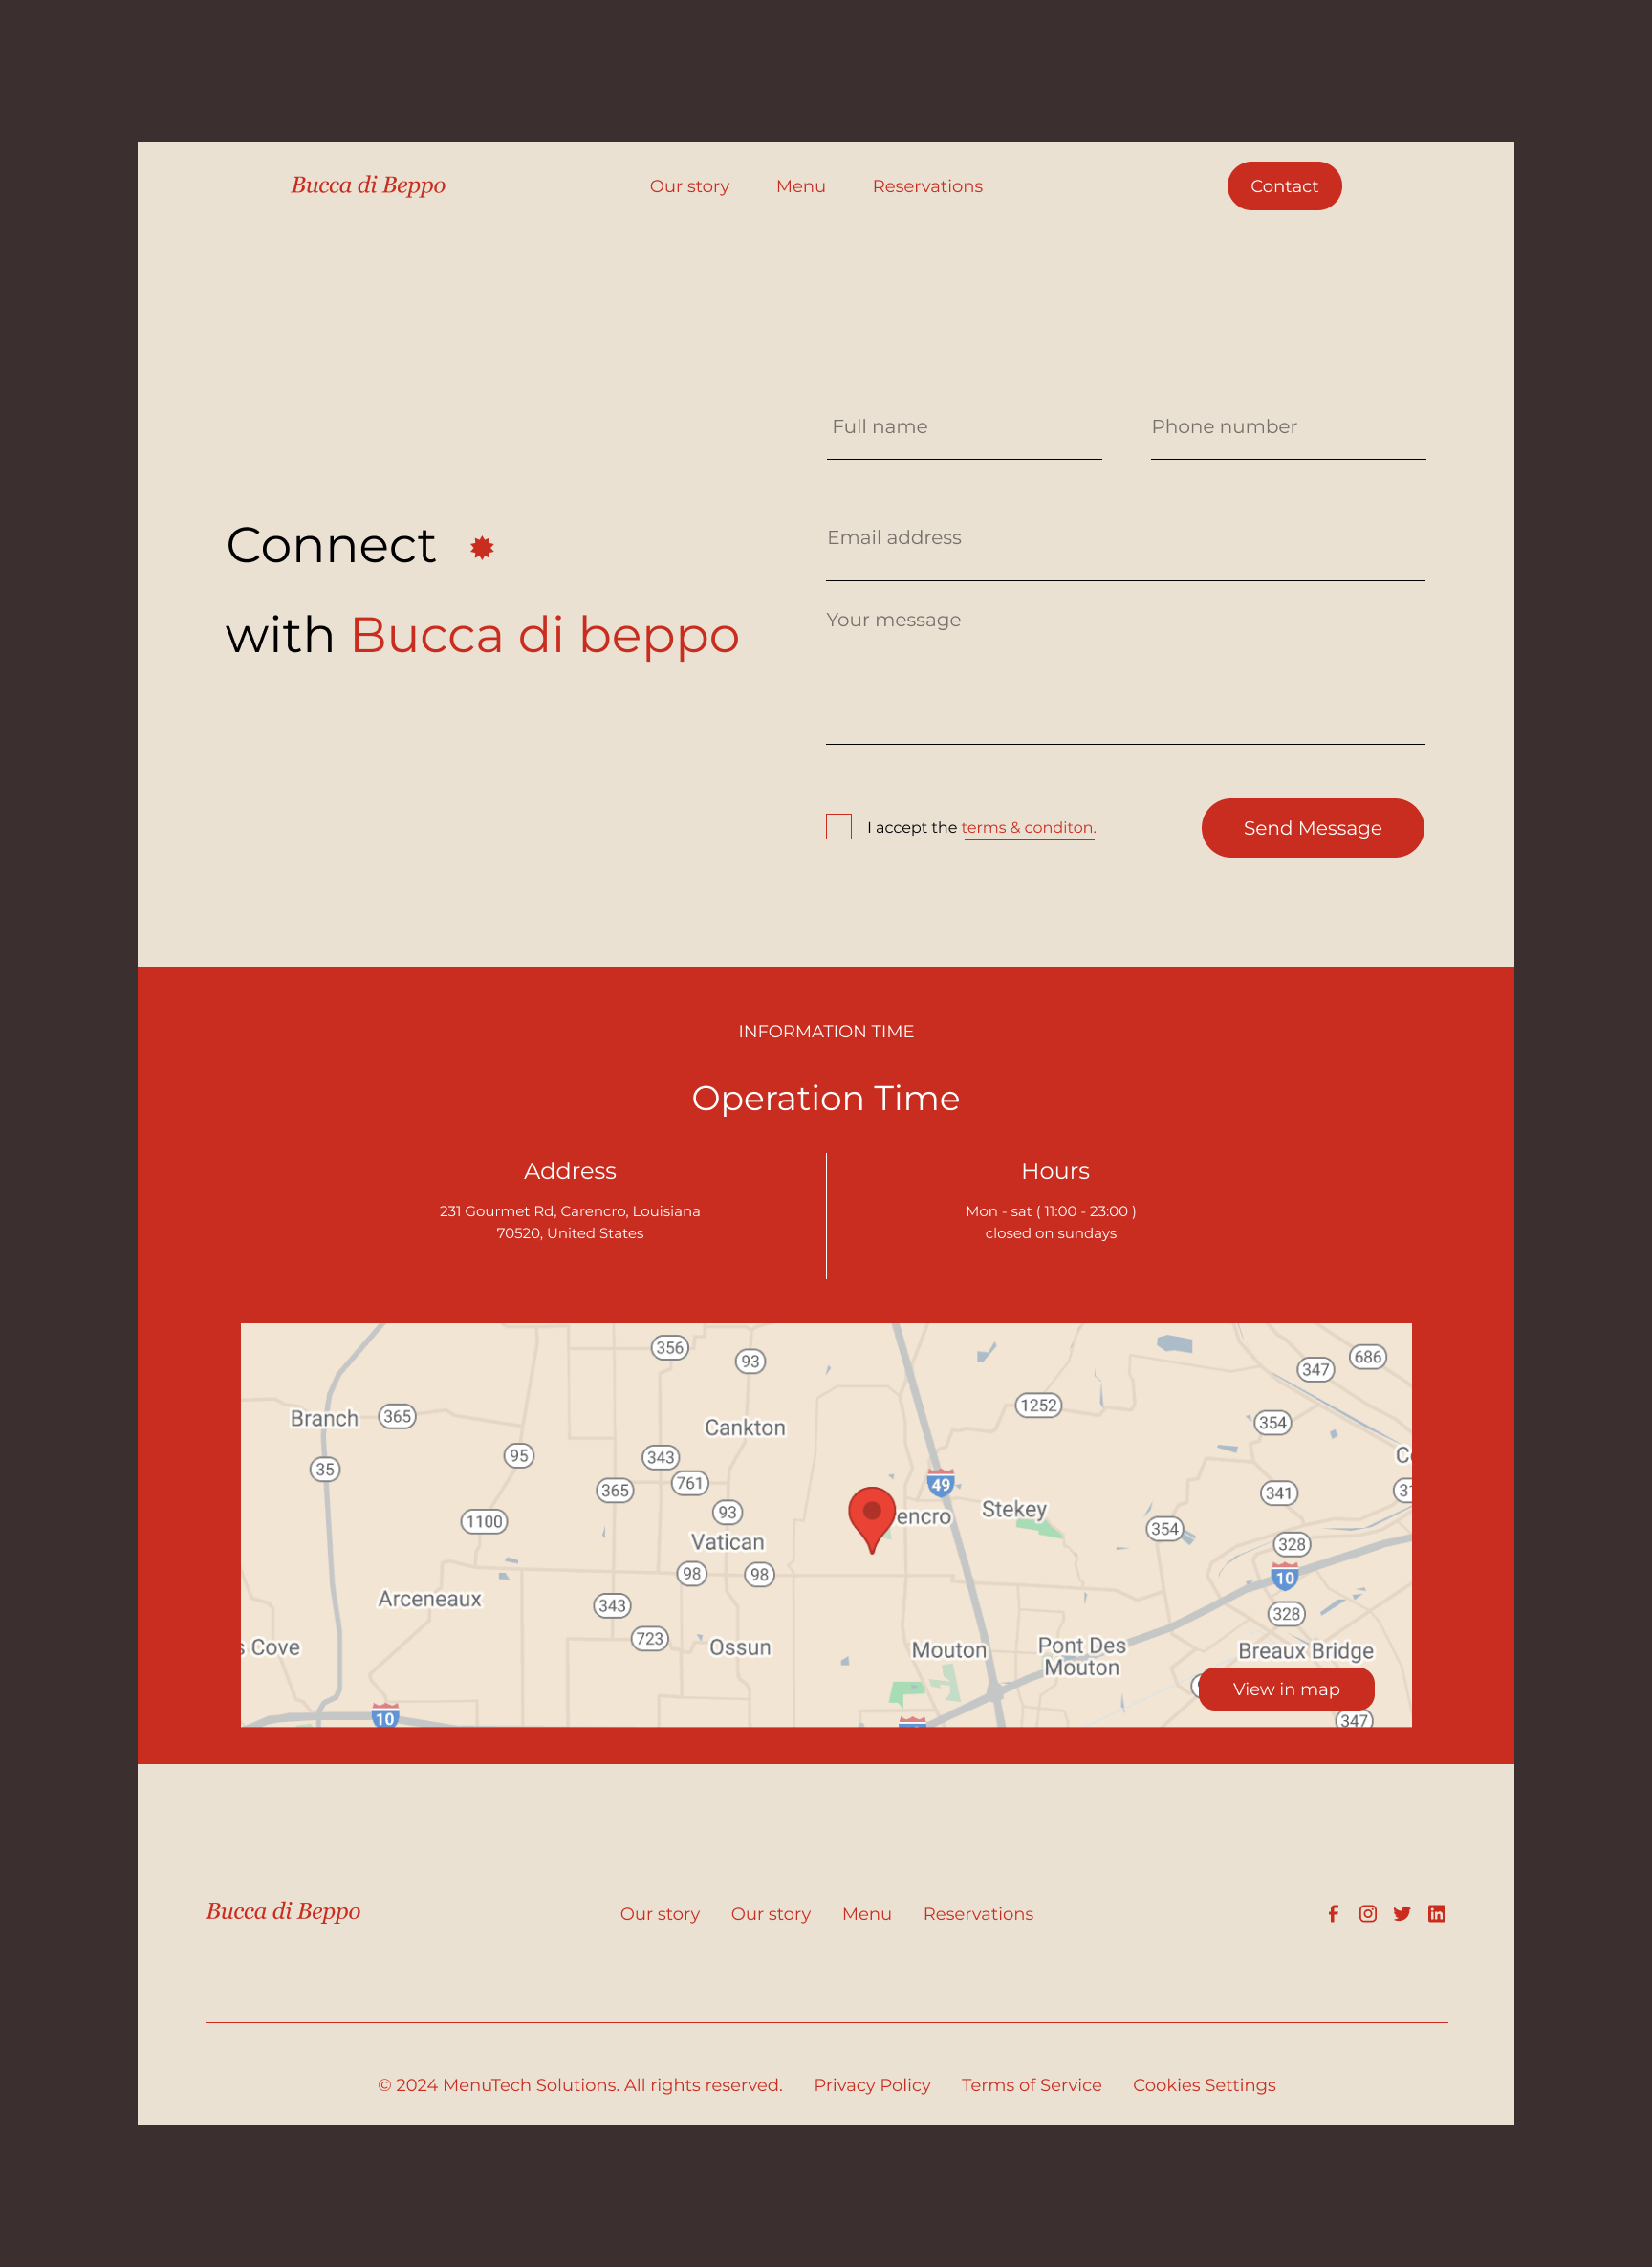 Bucca di Beppo
Our story
Menu
Reservations
Contact
Full name
Phone number
Connect
with Bucca di beppo
Email address
Your message
I accept the terms & conditon.
Send Message
INFORMATION TIME
Operation Time
Address
231 Gourmet Rd, Carencro, Louisiana
70520, United States
Hours
Mon - sat ( 11:00 - 23:00 )
closed on sundays
356
93
347
686
1252
Branch
365
Cankton
354
95
343
35
365
761
49
341
31
1100
93
encro
Stekey
354
Vatican
328
98
98
10
Arceneaux
343
328
723
s Cove
Ossun
Mouton
Pont Des
Mouton
Breaux Bridge
View in map
10
347
Bucca di Beppo
Our story
Our story
Menu
Reservations
© 2024 MenuTech Solutions. All rights reserved.
Privacy Policy
Terms of Service
Cookies Settings